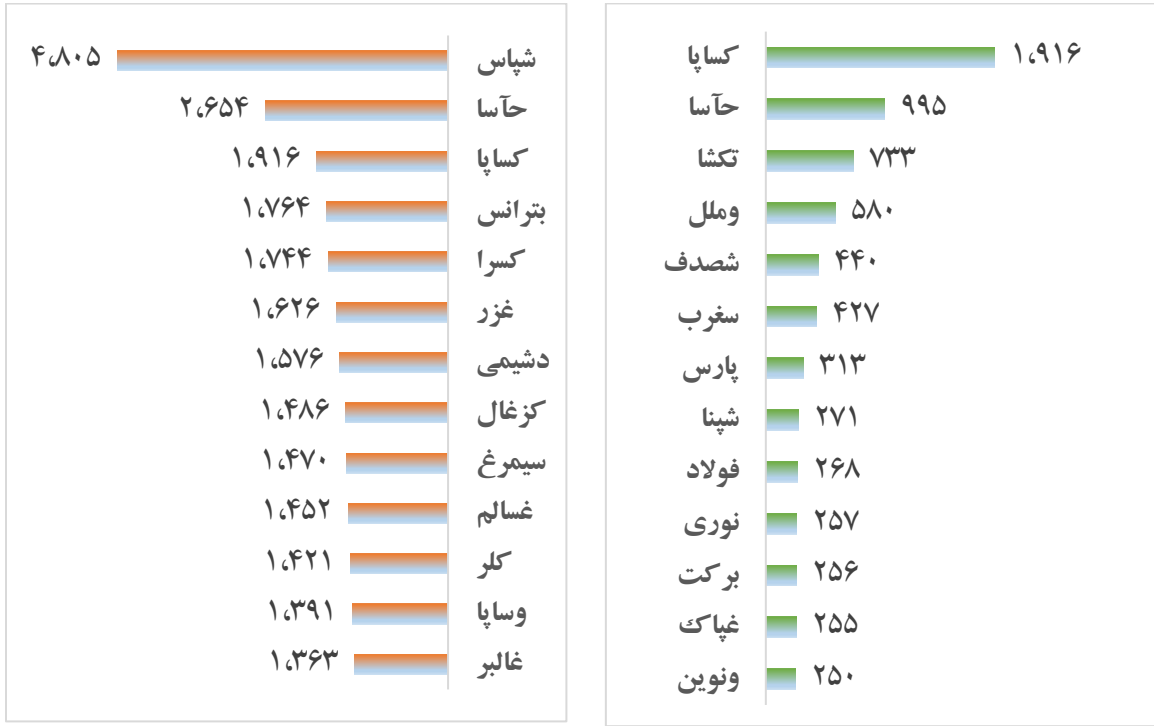 شپاس ۴،۸۰۵
حآسا ۲،۶۵۴
کساپا ۱،۹۱۶
بترانس ۱،۷۶۴
کسرا ۱،۷۴۴
غزر ۱،۶۲۶
دشیمی ۱،۵۷۶
کزغال ۱،۴۸۶
سیمرغ ۱،۴۷۰
غسالم ۱،۴۵۲
کلر ۱،۴۲۱
وساپا ۱،۳۹۱
غالبر ۱،۳۶۳
کساپا ۱،۹۱۶
حآسا ۹۹۵
تکشا ۷۳۳
وملل ۵۸۰
شصدف ۴۴۰
سغرب ۴۲۷
پارس ۳۱۳
شپنا ۲۷۱
فولاد ۲۶۸
نوری ۲۵۷
برکت ۲۵۶
غپاک ۲۵۵
ونوین ۲۵۰